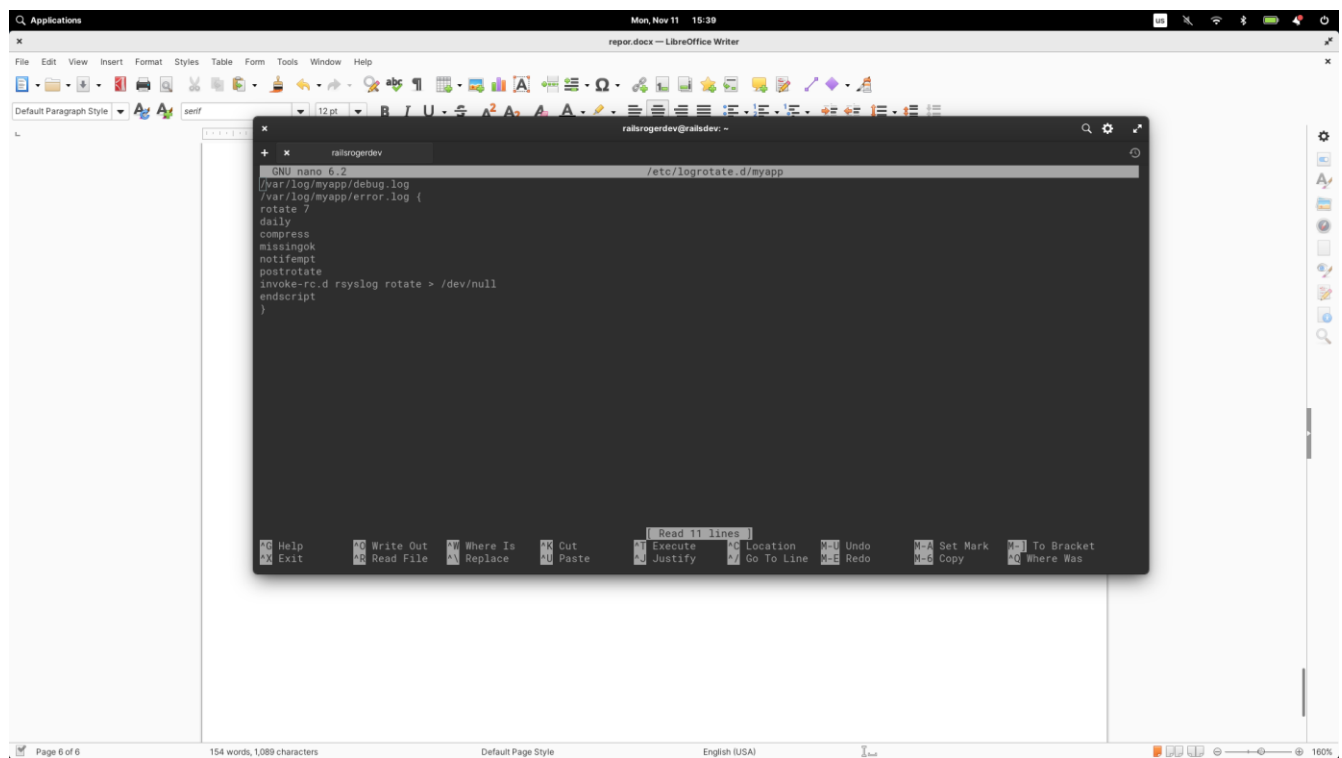 Applications
Mon, Nov 11 15:39
us
repor.docx — LibreOffice Writer
File Edit View Insert Format Styles Table Form Tools Window Help
Default Paragraph Style
serif
12 pt
railsrogerdev@railsdev: ~
railsrogerdev
GNU nano 6.2 /etc/logrotate.d/myapp
/var/log/myapp/debug.log
/var/log/myapp/error.log {
rotate 7
daily
compress
missingok
notifempt
postrotate
invoke-rc.d rsyslog rotate > /dev/null
endscript
}
[ Read 11 lines ]
^G Help ^O Write Out ^W Where Is ^K Cut ^T Execute ^C Location M-U Undo M-A Set Mark M-] To Bracket
^X Exit ^R Read File ^\ Replace ^U Paste ^J Justify ^/ Go To Line M-E Redo M-6 Copy ^Q Where Was
Page 6 of 6 154 words, 1,089 characters Default Page Style English (USA) 160%